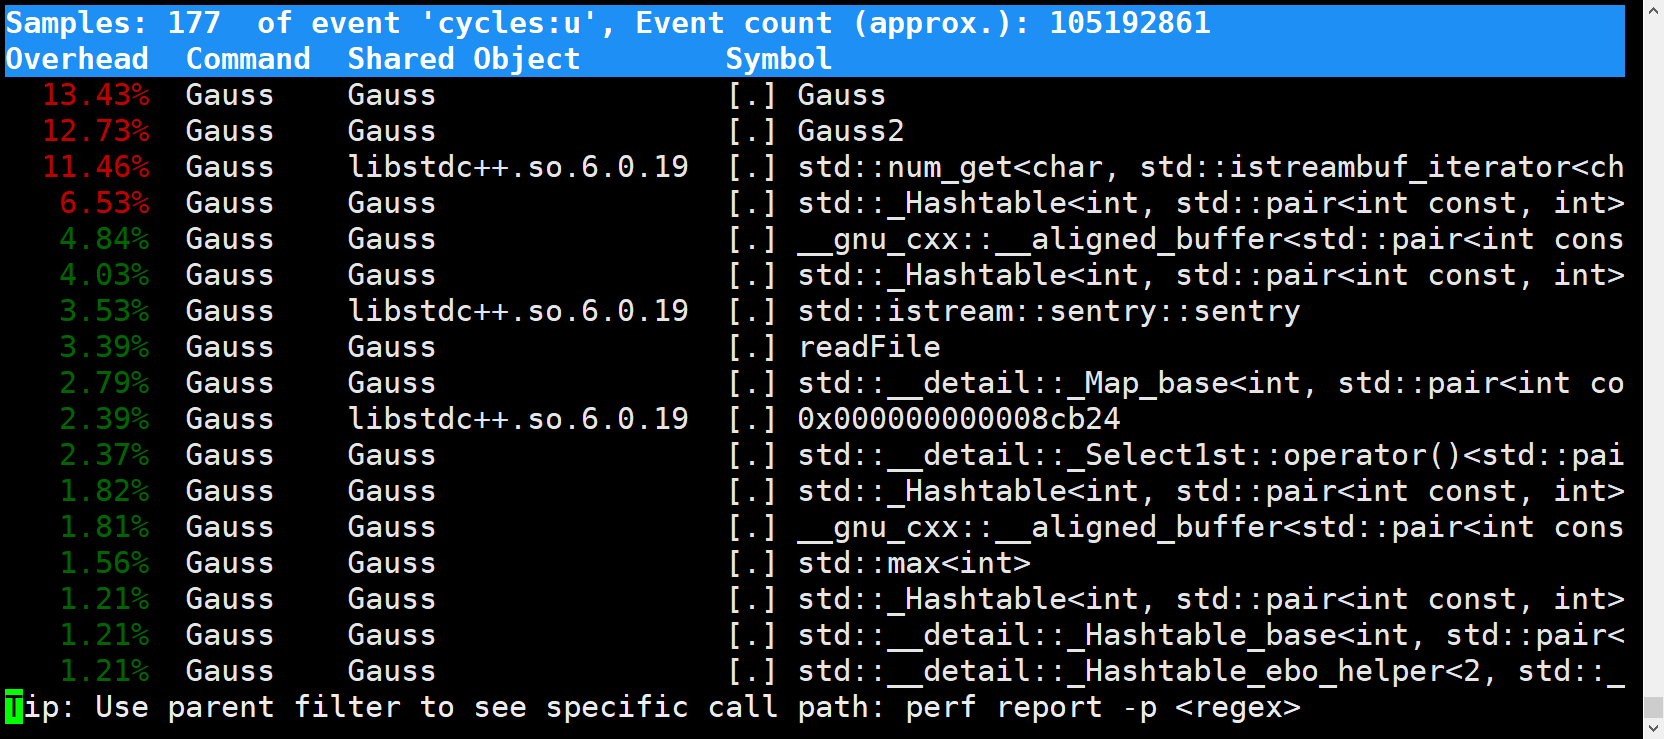 Samples: 177  of event 'cycles:u', Event count (approx.): 105192861
Overhead  Command  Shared Object        Symbol
  13.43%  Gauss    Gauss                [.] Gauss
  12.73%  Gauss    Gauss                [.] Gauss2
  11.46%  Gauss    libstdc++.so.6.0.19  [.] std::num_get<char, std::istreambuf_iterator<ch
   6.53%  Gauss    Gauss                [.] std::_Hashtable<int, std::pair<int const, int>
   4.84%  Gauss    Gauss                [.] __gnu_cxx::__aligned_buffer<std::pair<int cons
   4.03%  Gauss    Gauss                [.] std::_Hashtable<int, std::pair<int const, int>
   3.53%  Gauss    libstdc++.so.6.0.19  [.] std::istream::sentry::sentry
   3.39%  Gauss    Gauss                [.] readFile
   2.79%  Gauss    Gauss                [.] std::__detail::_Map_base<int, std::pair<int co
   2.39%  Gauss    libstdc++.so.6.0.19  [.] 0x000000000008cb24
   2.37%  Gauss    Gauss                [.] std::__detail::_Select1st::operator()<std::pai
   1.82%  Gauss    Gauss                [.] std::_Hashtable<int, std::pair<int const, int>
   1.81%  Gauss    Gauss                [.] __gnu_cxx::__aligned_buffer<std::pair<int cons
   1.56%  Gauss    Gauss                [.] std::max<int>
   1.21%  Gauss    Gauss                [.] std::_Hashtable<int, std::pair<int const, int>
   1.21%  Gauss    Gauss                [.] std::__detail::_Hashtable_base<int, std::pair<
   1.21%  Gauss    Gauss                [.] std::__detail::_Hashtable_ebo_helper<2, std::_
Tip: Use parent filter to see specific call path: perf report -p <regex>